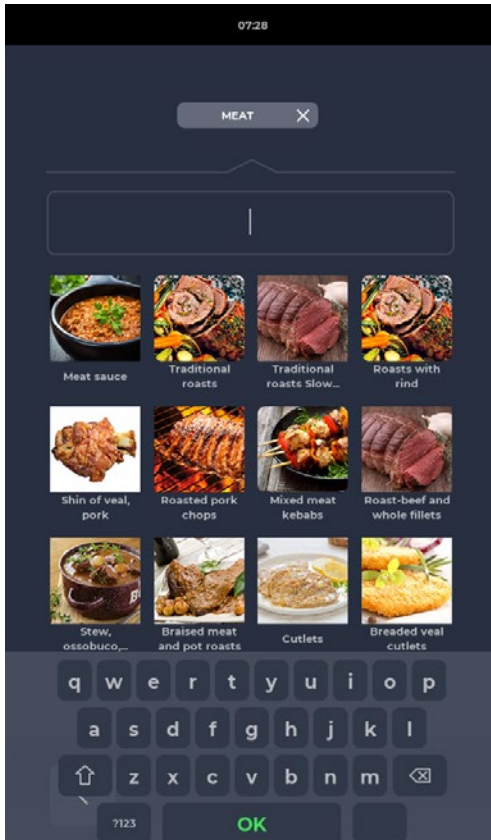 07:28
MEAT
Meat sauce
Traditional
roasts
Traditional
roasts Slow...
Roasts with
rind
Shin of veal,
pork
Roasted pork
chops
Mixed meat
kebabs
Roast-beef and
whole fillets
Stew,
ossobuco,...
Braised meat
and pot roasts
Cutlets
Breaded veal
cutlets
q w e r t y u i o p
a s d f g h j k l
z x c v b n m
?123 OK